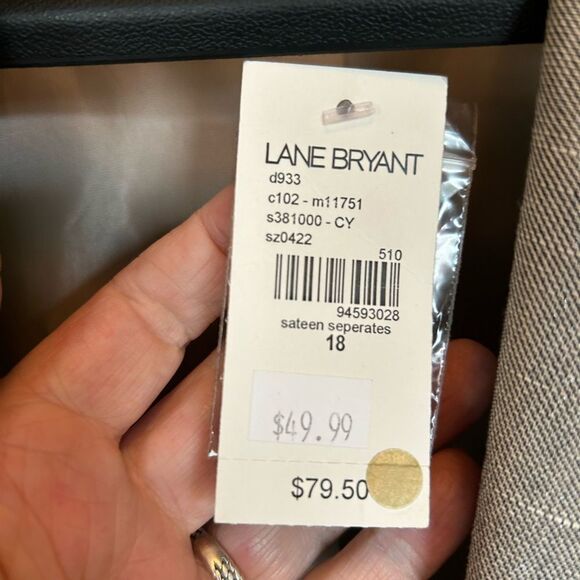 LANE BRYANT
d933
c102 - m11751
s381000 - CY
sz0422
510
94593028
sateen seperates
18
$49.99
$79.50